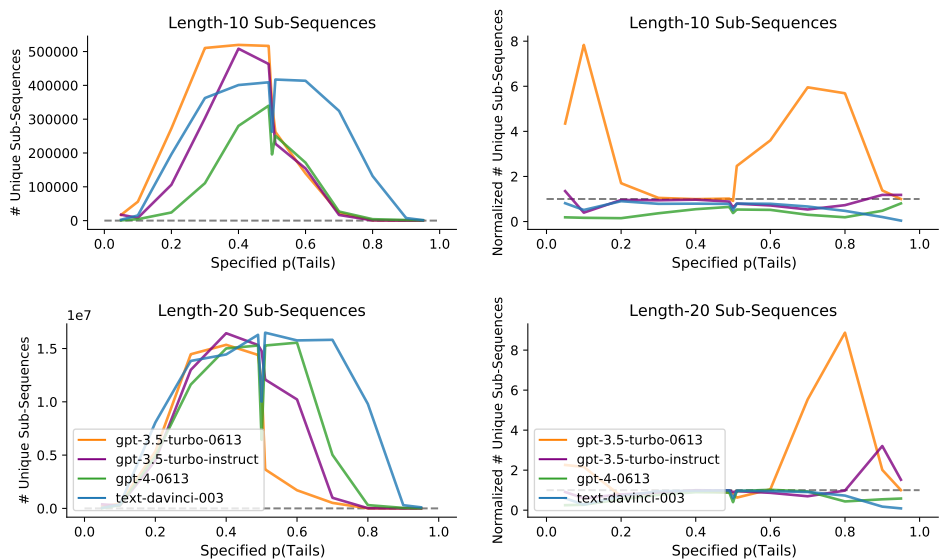 Length-10 Sub-Sequences
# Unique Sub-Sequences
500000
400000
300000
200000
100000
0
0.0 0.2 0.4 0.6 0.8 1.0
Specified p(Tails)
Length-10 Sub-Sequences
Normalized # Unique Sub-Sequences
8
6
4
2
0
0.0 0.2 0.4 0.6 0.8 1.0
Specified p(Tails)
Length-20 Sub-Sequences
1e7
# Unique Sub-Sequences
1.5
1.0
0.5
0.0
gpt-3.5-turbo-0613
gpt-3.5-turbo-instruct
gpt-4-0613
text-davinci-003
0.0 0.2 0.4 0.6 0.8 1.0
Specified p(Tails)
Length-20 Sub-Sequences
Normalized # Unique Sub-Sequences
8
6
4
2
0
gpt-3.5-turbo-0613
gpt-3.5-turbo-instruct
gpt-4-0613
text-davinci-003
0.0 0.2 0.4 0.6 0.8 1.0
Specified p(Tails)